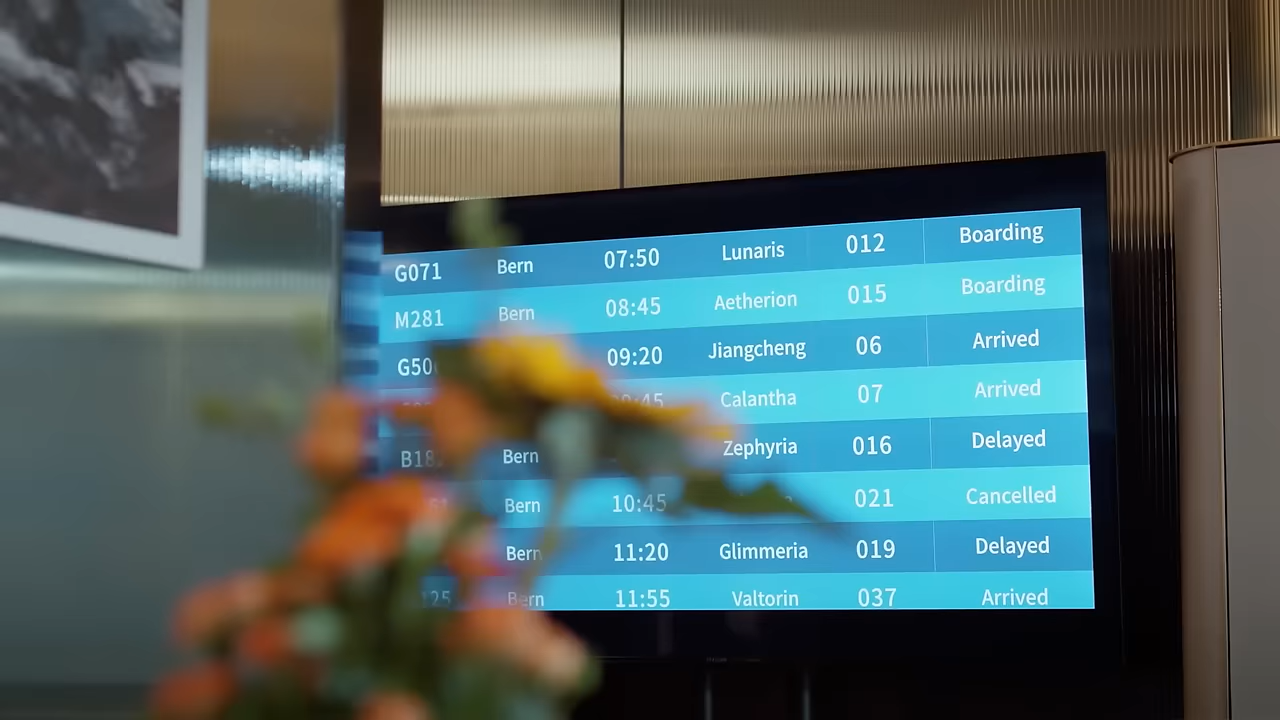 G071 Bern 07:50 Lunaris 012 Boarding
M281 Bern 08:45 Aetherion 015 Boarding
09:20 Jiangcheng 06 Arrived
Calantha 07 Arrived
Bern Zephyria 016 Delayed
Bern 10:45 021 Cancelled
Bern 11:20 Glimmeria 019 Delayed
Bern 11:55 Valtorin 037 Arrived